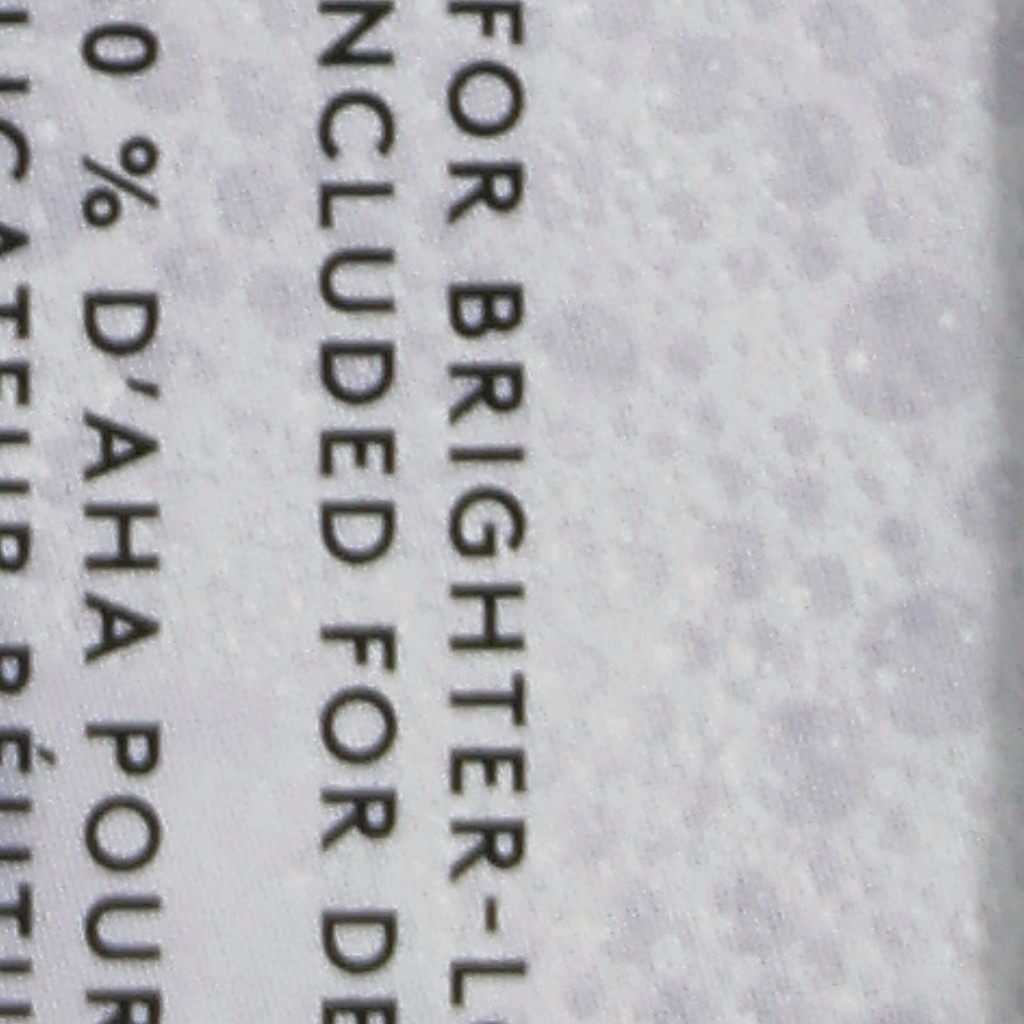 FOR BRIGHTER-L
NCLUDED FOR DE
0 % D'AHA POUR